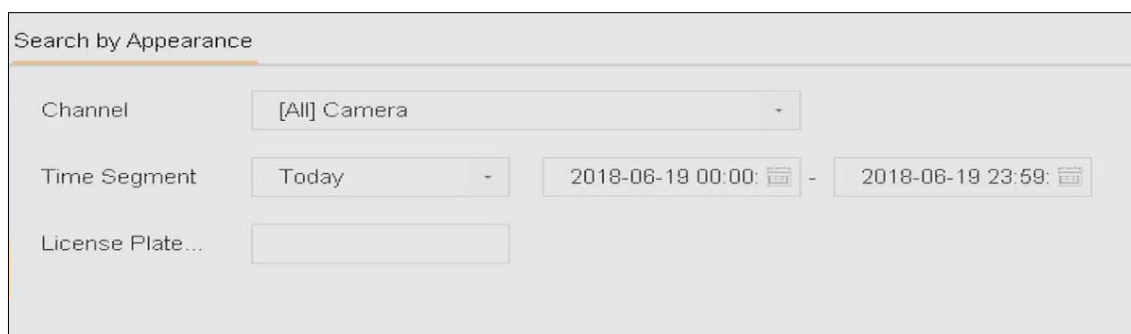 Search by Appearance
Channel [All] Camera
Time Segment Today 2018-06-19 00:00: - 2018-06-19 23:59:
License Plate...